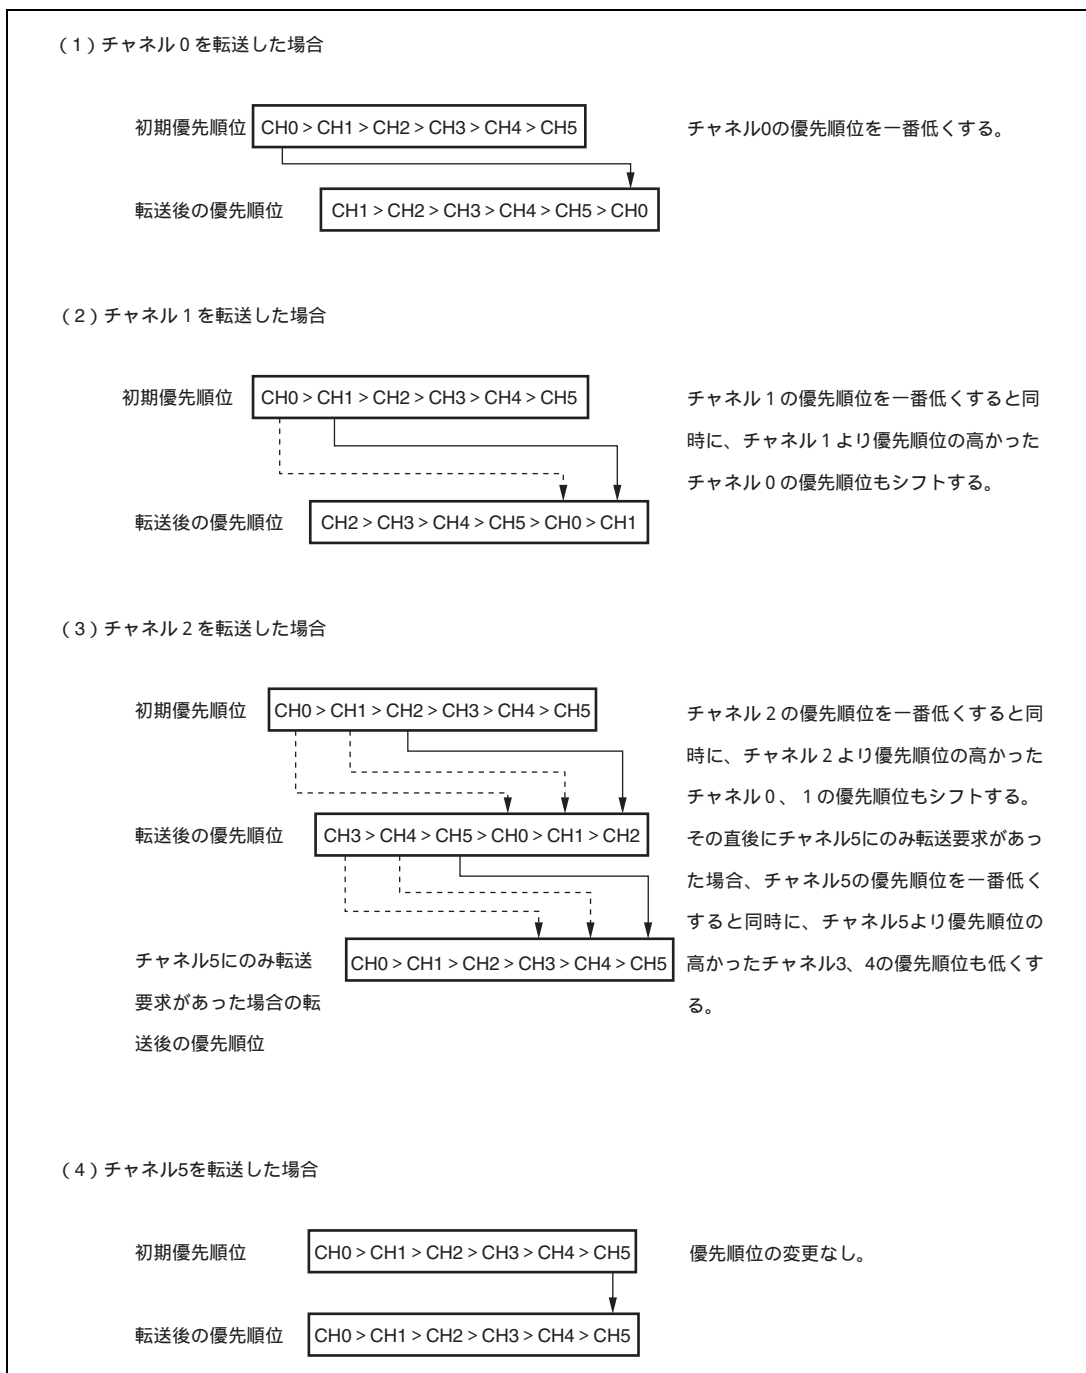 （1）チャネル0を転送した場合
初期優先順位
CH0 > CH1 > CH2 > CH3 > CH4 > CH5
チャネル0の優先順位を一番低くする。
転送後の優先順位
CH1 > CH2 > CH3 > CH4 > CH5 > CH0
（2）チャネル1を転送した場合
初期優先順位
CH0 > CH1 > CH2 > CH3 > CH4 > CH5
チャネル1の優先順位を一番低くすると同
時に、チャネル1より優先順位の高かった
チャネル0の優先順位もシフトする。
転送後の優先順位
CH2 > CH3 > CH4 > CH5 > CH0 > CH1
（3）チャネル2を転送した場合
初期優先順位
CH0 > CH1 > CH2 > CH3 > CH4 > CH5
転送後の優先順位
CH3 > CH4 > CH5 > CH0 > CH1 > CH2
チャネル5にのみ転送
要求があった場合の転
送後の優先順位
CH0 > CH1 > CH2 > CH3 > CH4 > CH5
チャネル2の優先順位を一番低くすると同
時に、チャネル2より優先順位の高かった
チャネル0、1の優先順位もシフトする。
その直後にチャネル5にのみ転送要求があっ
た場合、チャネル5の優先順位を一番低く
すると同時に、チャネル5より優先順位の
高かったチャネル3、4の優先順位も低くす
る。
（4）チャネル5を転送した場合
初期優先順位
CH0 > CH1 > CH2 > CH3 > CH4 > CH5
優先順位の変更なし。
転送後の優先順位
CH0 > CH1 > CH2 > CH3 > CH4 > CH5